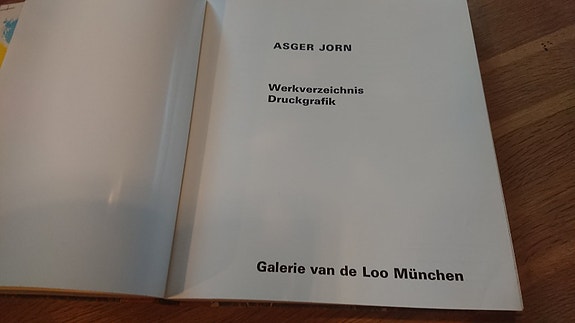 ASGER JORN
Werkverzeichnis
Druckgrafik
Galerie van de Loo München